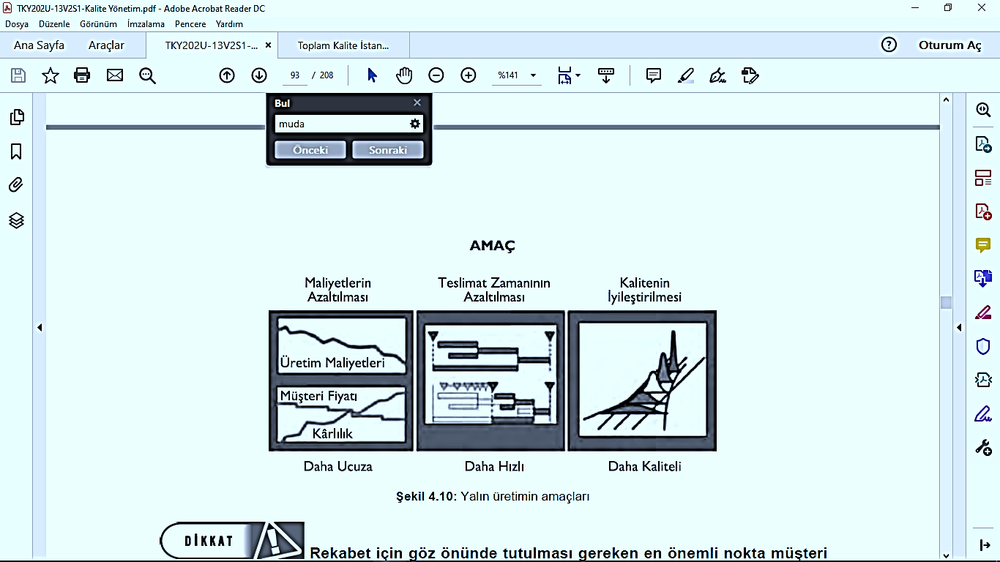 TKY202U-13V2S1-Kalite Yönetim.pdf - Adobe Acrobat Reader DC
Dosya Düzenle Görünüm İmzalama Pencere Yardım
Ana Sayfa Araçlar TKY202U-13V2S1-... × Toplam Kalite İstan... Oturum Aç
93 / 208 %141
Bul
muda
Önceki Sonraki
AMAÇ
Maliyetlerin Azaltılması
Teslimat Zamanının Azaltılması
Kalitenin İyileştirilmesi
Üretim Maliyetleri
Müşteri Fiyatı
Kârlılık
Daha Ucuza Daha Hızlı Daha Kaliteli
Şekil 4.10: Yalın üretimin amaçları
DİKKAT
Rekabet için göz önünde tutulması gereken en önemli nokta müşteri